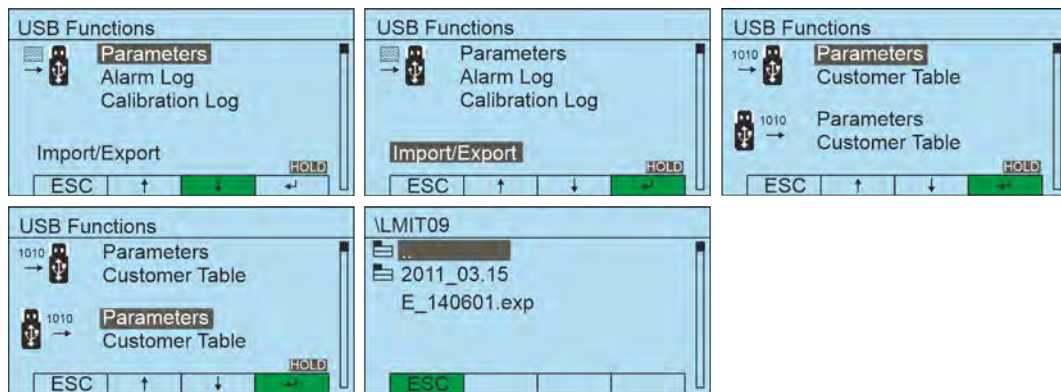 USB Functions
Parameters
Alarm Log
Calibration Log
Import/Export
HOLD
ESC ↑ ↓ ↵
USB Functions
Parameters
Alarm Log
Calibration Log
Import/Export
HOLD
ESC ↑ ↓ ↵
USB Functions
1010 Parameters
Customer Table
1010 Parameters
Customer Table
HOLD
ESC ↑ ↓ ↵
USB Functions
1010 Parameters
Customer Table
1010 Parameters
Customer Table
HOLD
ESC ↑ ↓ ↵
\LMIT09
..
2011_03.15
E_140601.exp
ESC